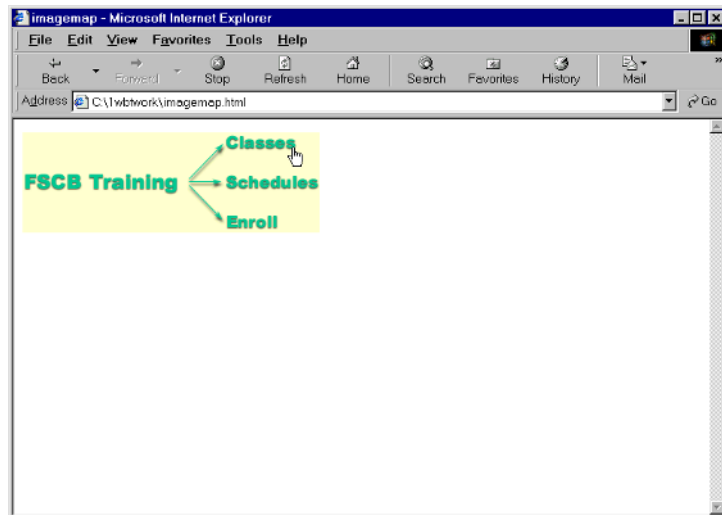 imagemap - Microsoft Internet Explorer
File Edit View Favorites Tools Help
Back Forward Stop Refresh Home Search Favorites History Mail »
Address C:\1wbtwork\imagemap.html Go
Classes
FSCB Training Schedules
Enroll